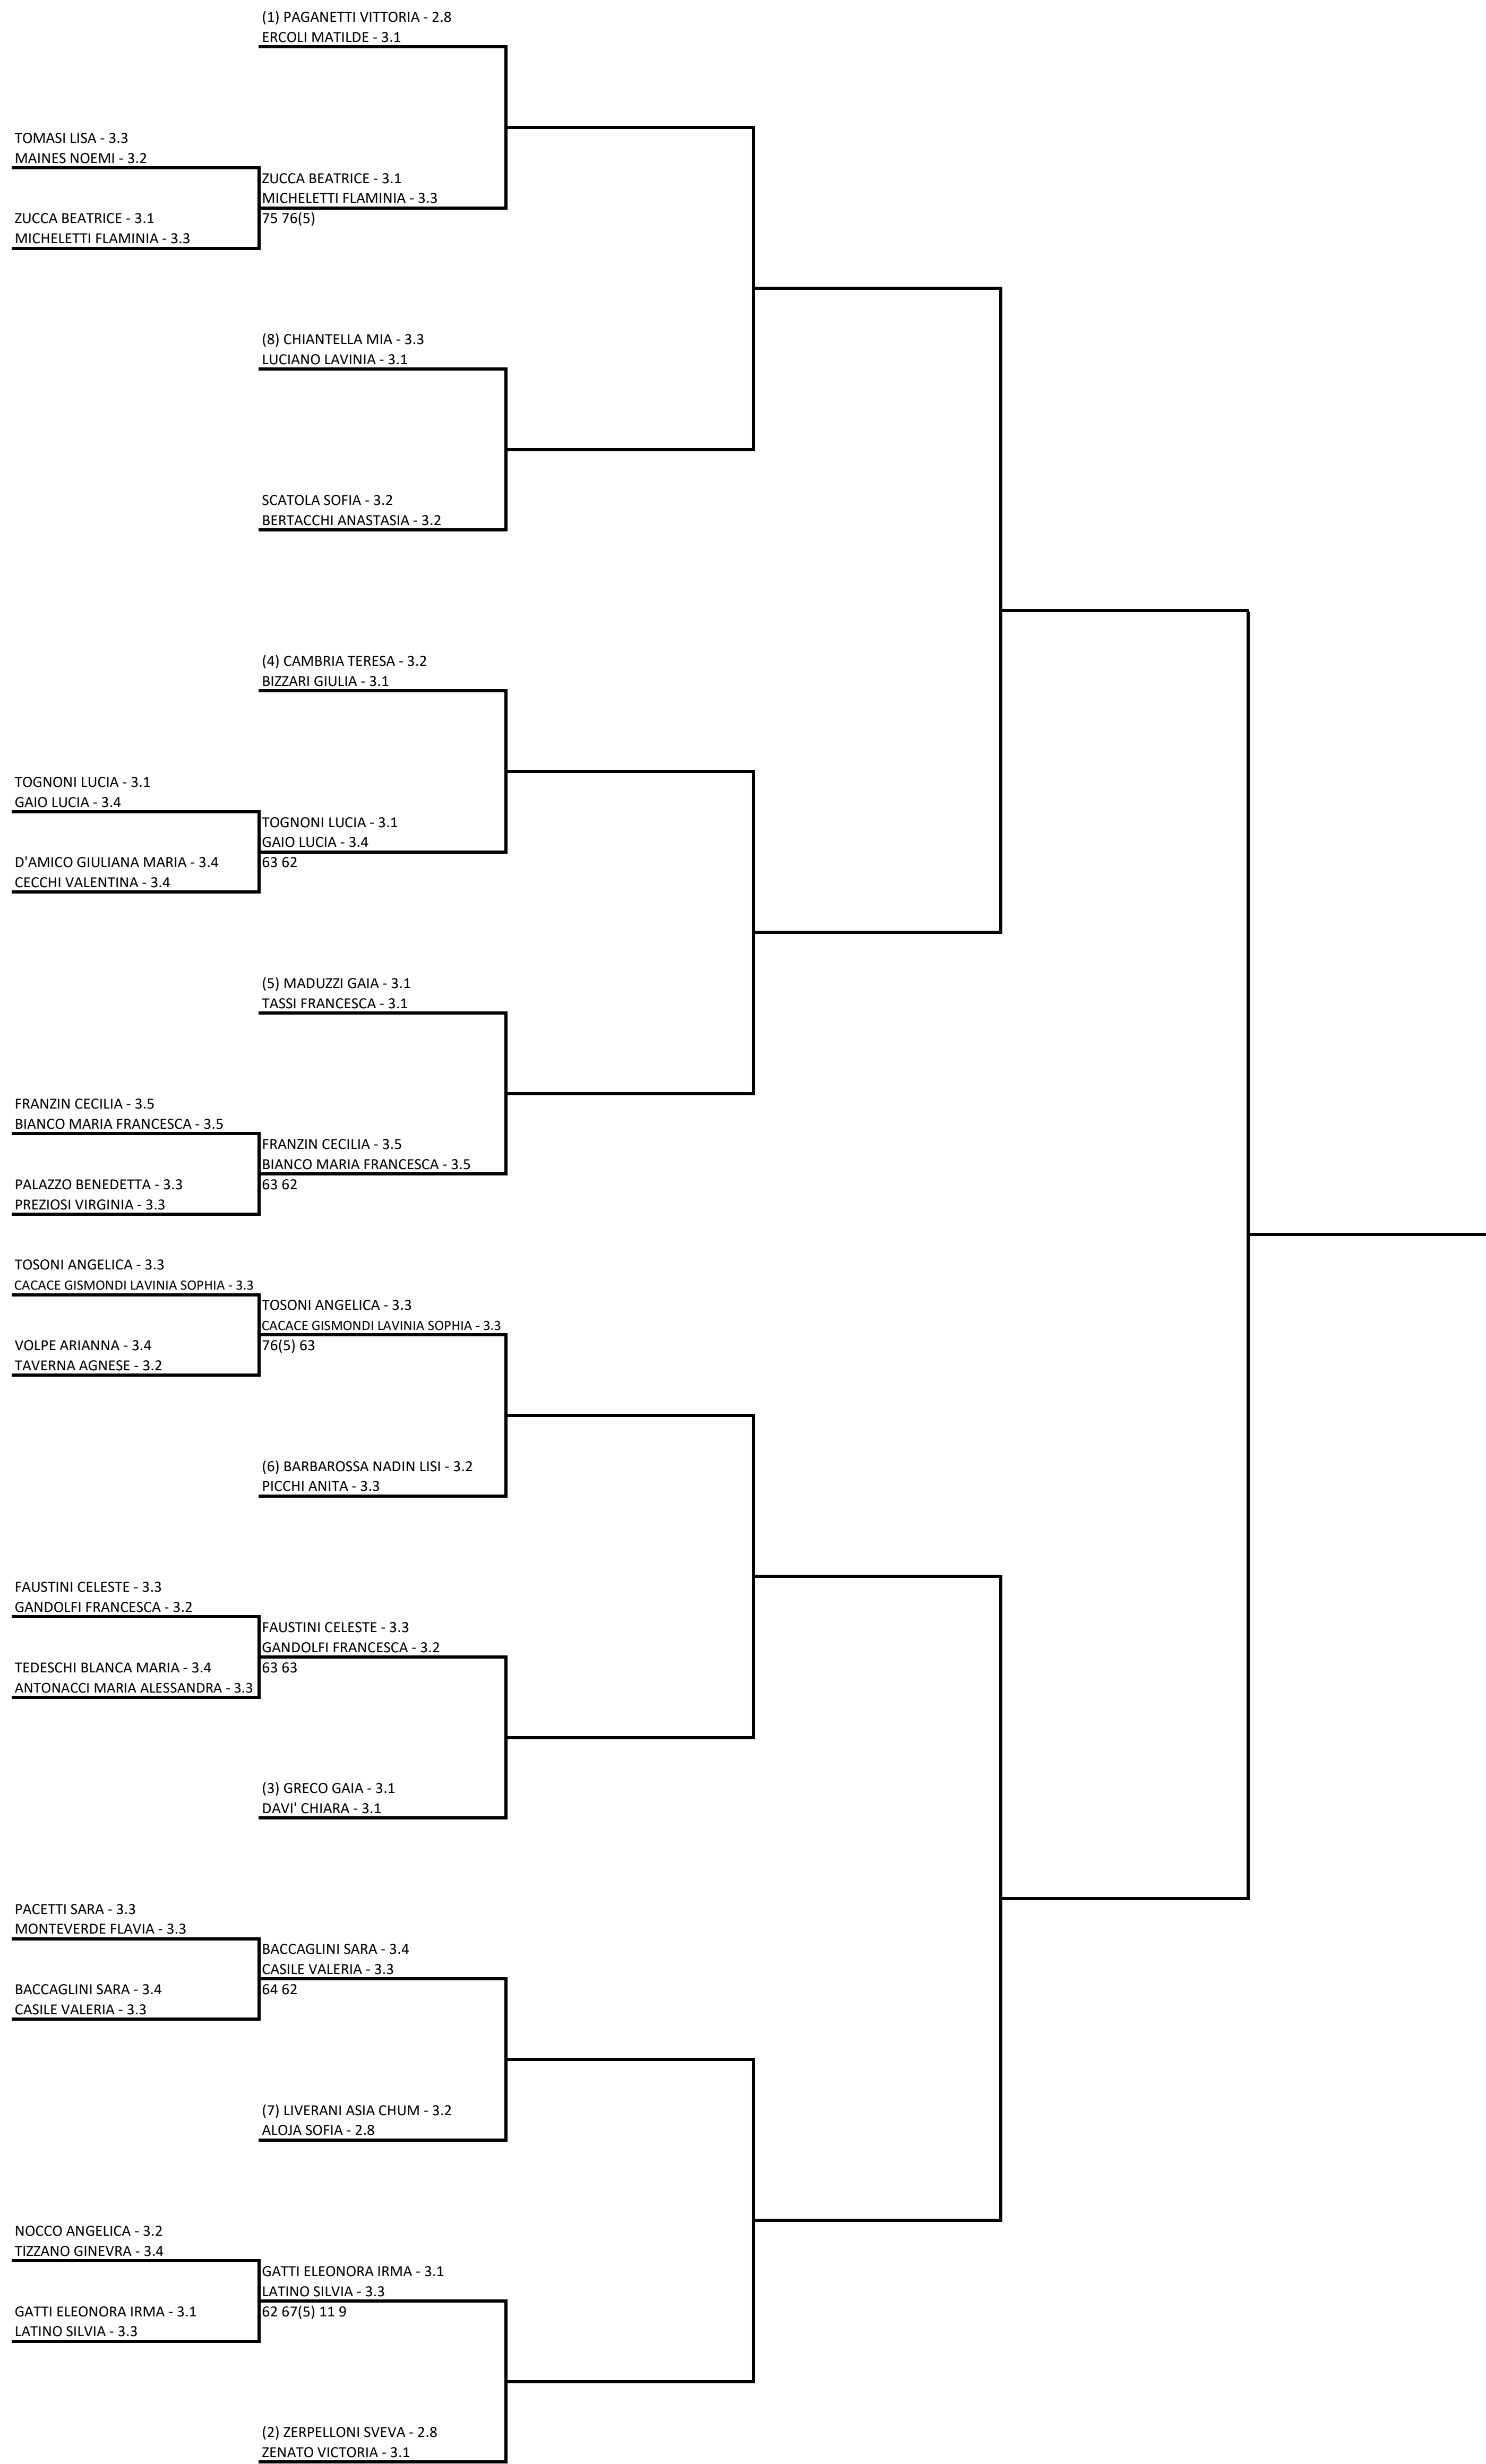 (1) PAGANETTI VITTORIA - 2.8
ERCOLI MATILDE - 3.1
TOMASI LISA - 3.3
MAINES NOEMI - 3.2
ZUCCA BEATRICE - 3.1
MICHELETTI FLAMINIA - 3.3
75 76(5)
ZUCCA BEATRICE - 3.1
MICHELETTI FLAMINIA - 3.3
(8) CHIANTELLA MIA - 3.3
LUCIANO LAVINIA - 3.1
SCATOLA SOFIA - 3.2
BERTACCHI ANASTASIA - 3.2
(4) CAMBRIA TERESA - 3.2
BIZZARI GIULIA - 3.1
TOGNONI LUCIA - 3.1
GAIO LUCIA - 3.4
TOGNONI LUCIA - 3.1
GAIO LUCIA - 3.4
63 62
D'AMICO GIULIANA MARIA - 3.4
CECCHI VALENTINA - 3.4
(5) MADUZZI GAIA - 3.1
TASSI FRANCESCA - 3.1
FRANZIN CECILIA - 3.5
BIANCO MARIA FRANCESCA - 3.5
FRANZIN CECILIA - 3.5
BIANCO MARIA FRANCESCA - 3.5
63 62
PALAZZO BENEDETTA - 3.3
PREZIOSI VIRGINIA - 3.3
TOSONI ANGELICA - 3.3
CACACE GISMONDI LAVINIA SOPHIA - 3.3
TOSONI ANGELICA - 3.3
CACACE GISMONDI LAVINIA SOPHIA - 3.3
76(5) 63
VOLPE ARIANNA - 3.4
TAVERNA AGNESE - 3.2
(6) BARBAROSSA NADIN LISI - 3.2
PICCHI ANITA - 3.3
FAUSTINI CELESTE - 3.3
GANDOLFI FRANCESCA - 3.2
FAUSTINI CELESTE - 3.3
GANDOLFI FRANCESCA - 3.2
63 63
TEDESCHI BLANCA MARIA - 3.4
ANTONACCI MARIA ALESSANDRA - 3.3
(3) GRECO GAIA - 3.1
DAVI' CHIARA - 3.1
PACETTI SARA - 3.3
MONTEVERDE FLAVIA - 3.3
BACCAGLINI SARA - 3.4
CASILE VALERIA - 3.3
64 62
BACCAGLINI SARA - 3.4
CASILE VALERIA - 3.3
(7) LIVERANI ASIA CHUM - 3.2
ALOJA SOFIA - 2.8
NOCCO ANGELICA - 3.2
TIZZANO GINEVRA - 3.4
GATTI ELEONORA IRMA - 3.1
LATINO SILVIA - 3.3
62 67(5) 11 9
GATTI ELEONORA IRMA - 3.1
LATINO SILVIA - 3.3
(2) ZERPELLONI SVEVA - 2.8
ZENATO VICTORIA - 3.1